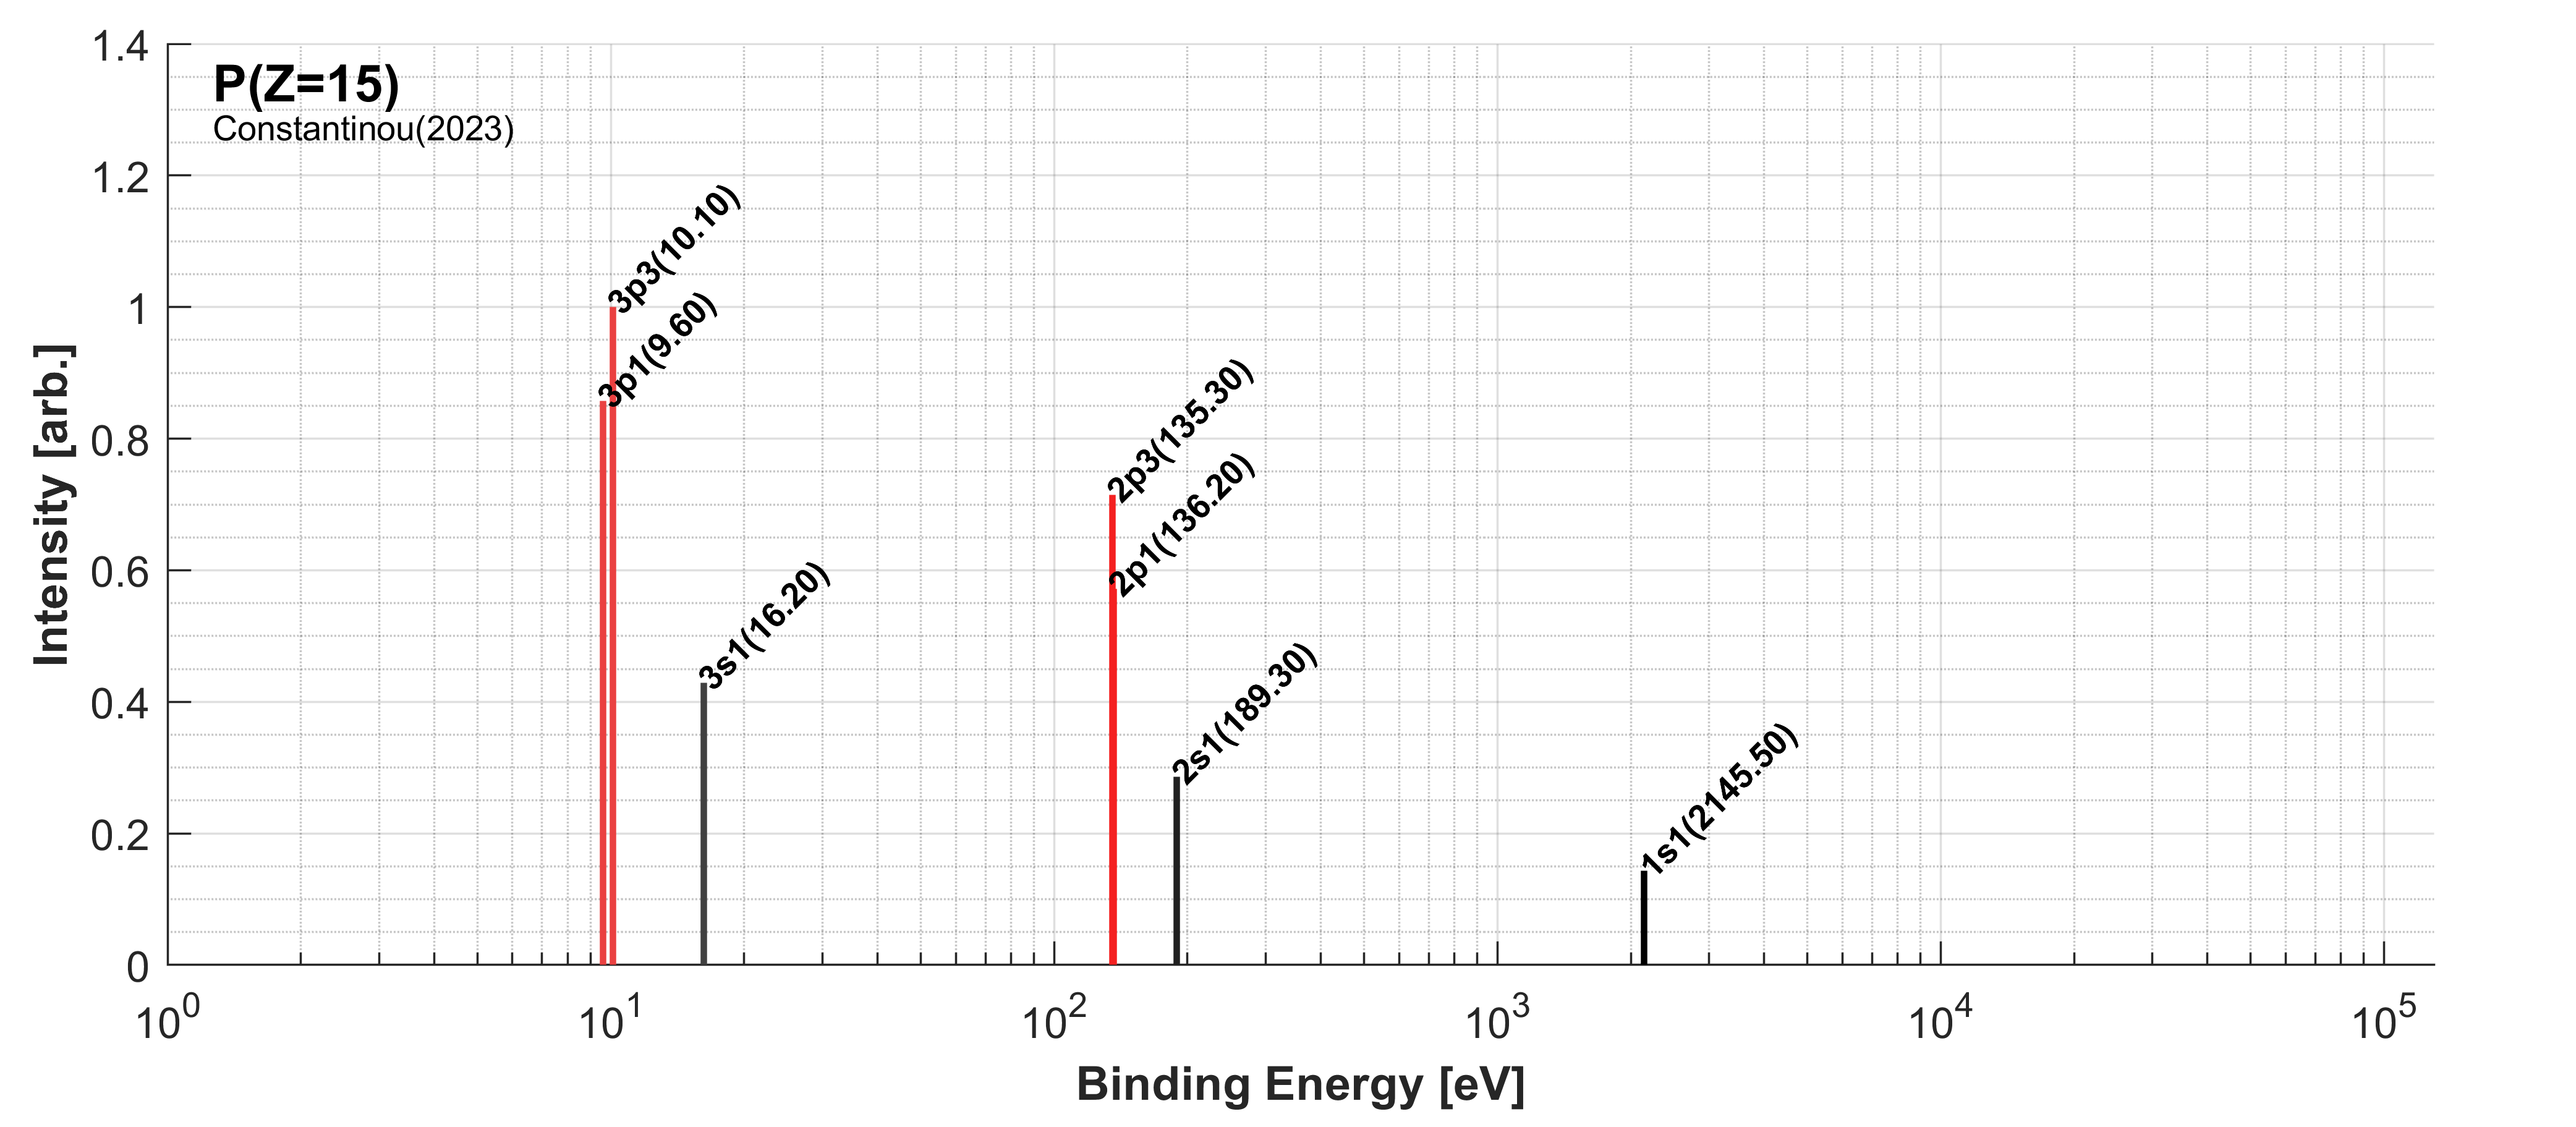 P(Z=15)
Constantinou(2023)
1.4
1.2
1
0.8
0.6
0.4
0.2
0
Intensity [arb.]
3p3(10.10)
3p1(9.60)
3s1(16.20)
2p3(135.30)
2p1(136.20)
2s1(189.30)
1s1(2145.50)
10^0 10^1 10^2 10^3 10^4 10^5
Binding Energy [eV]